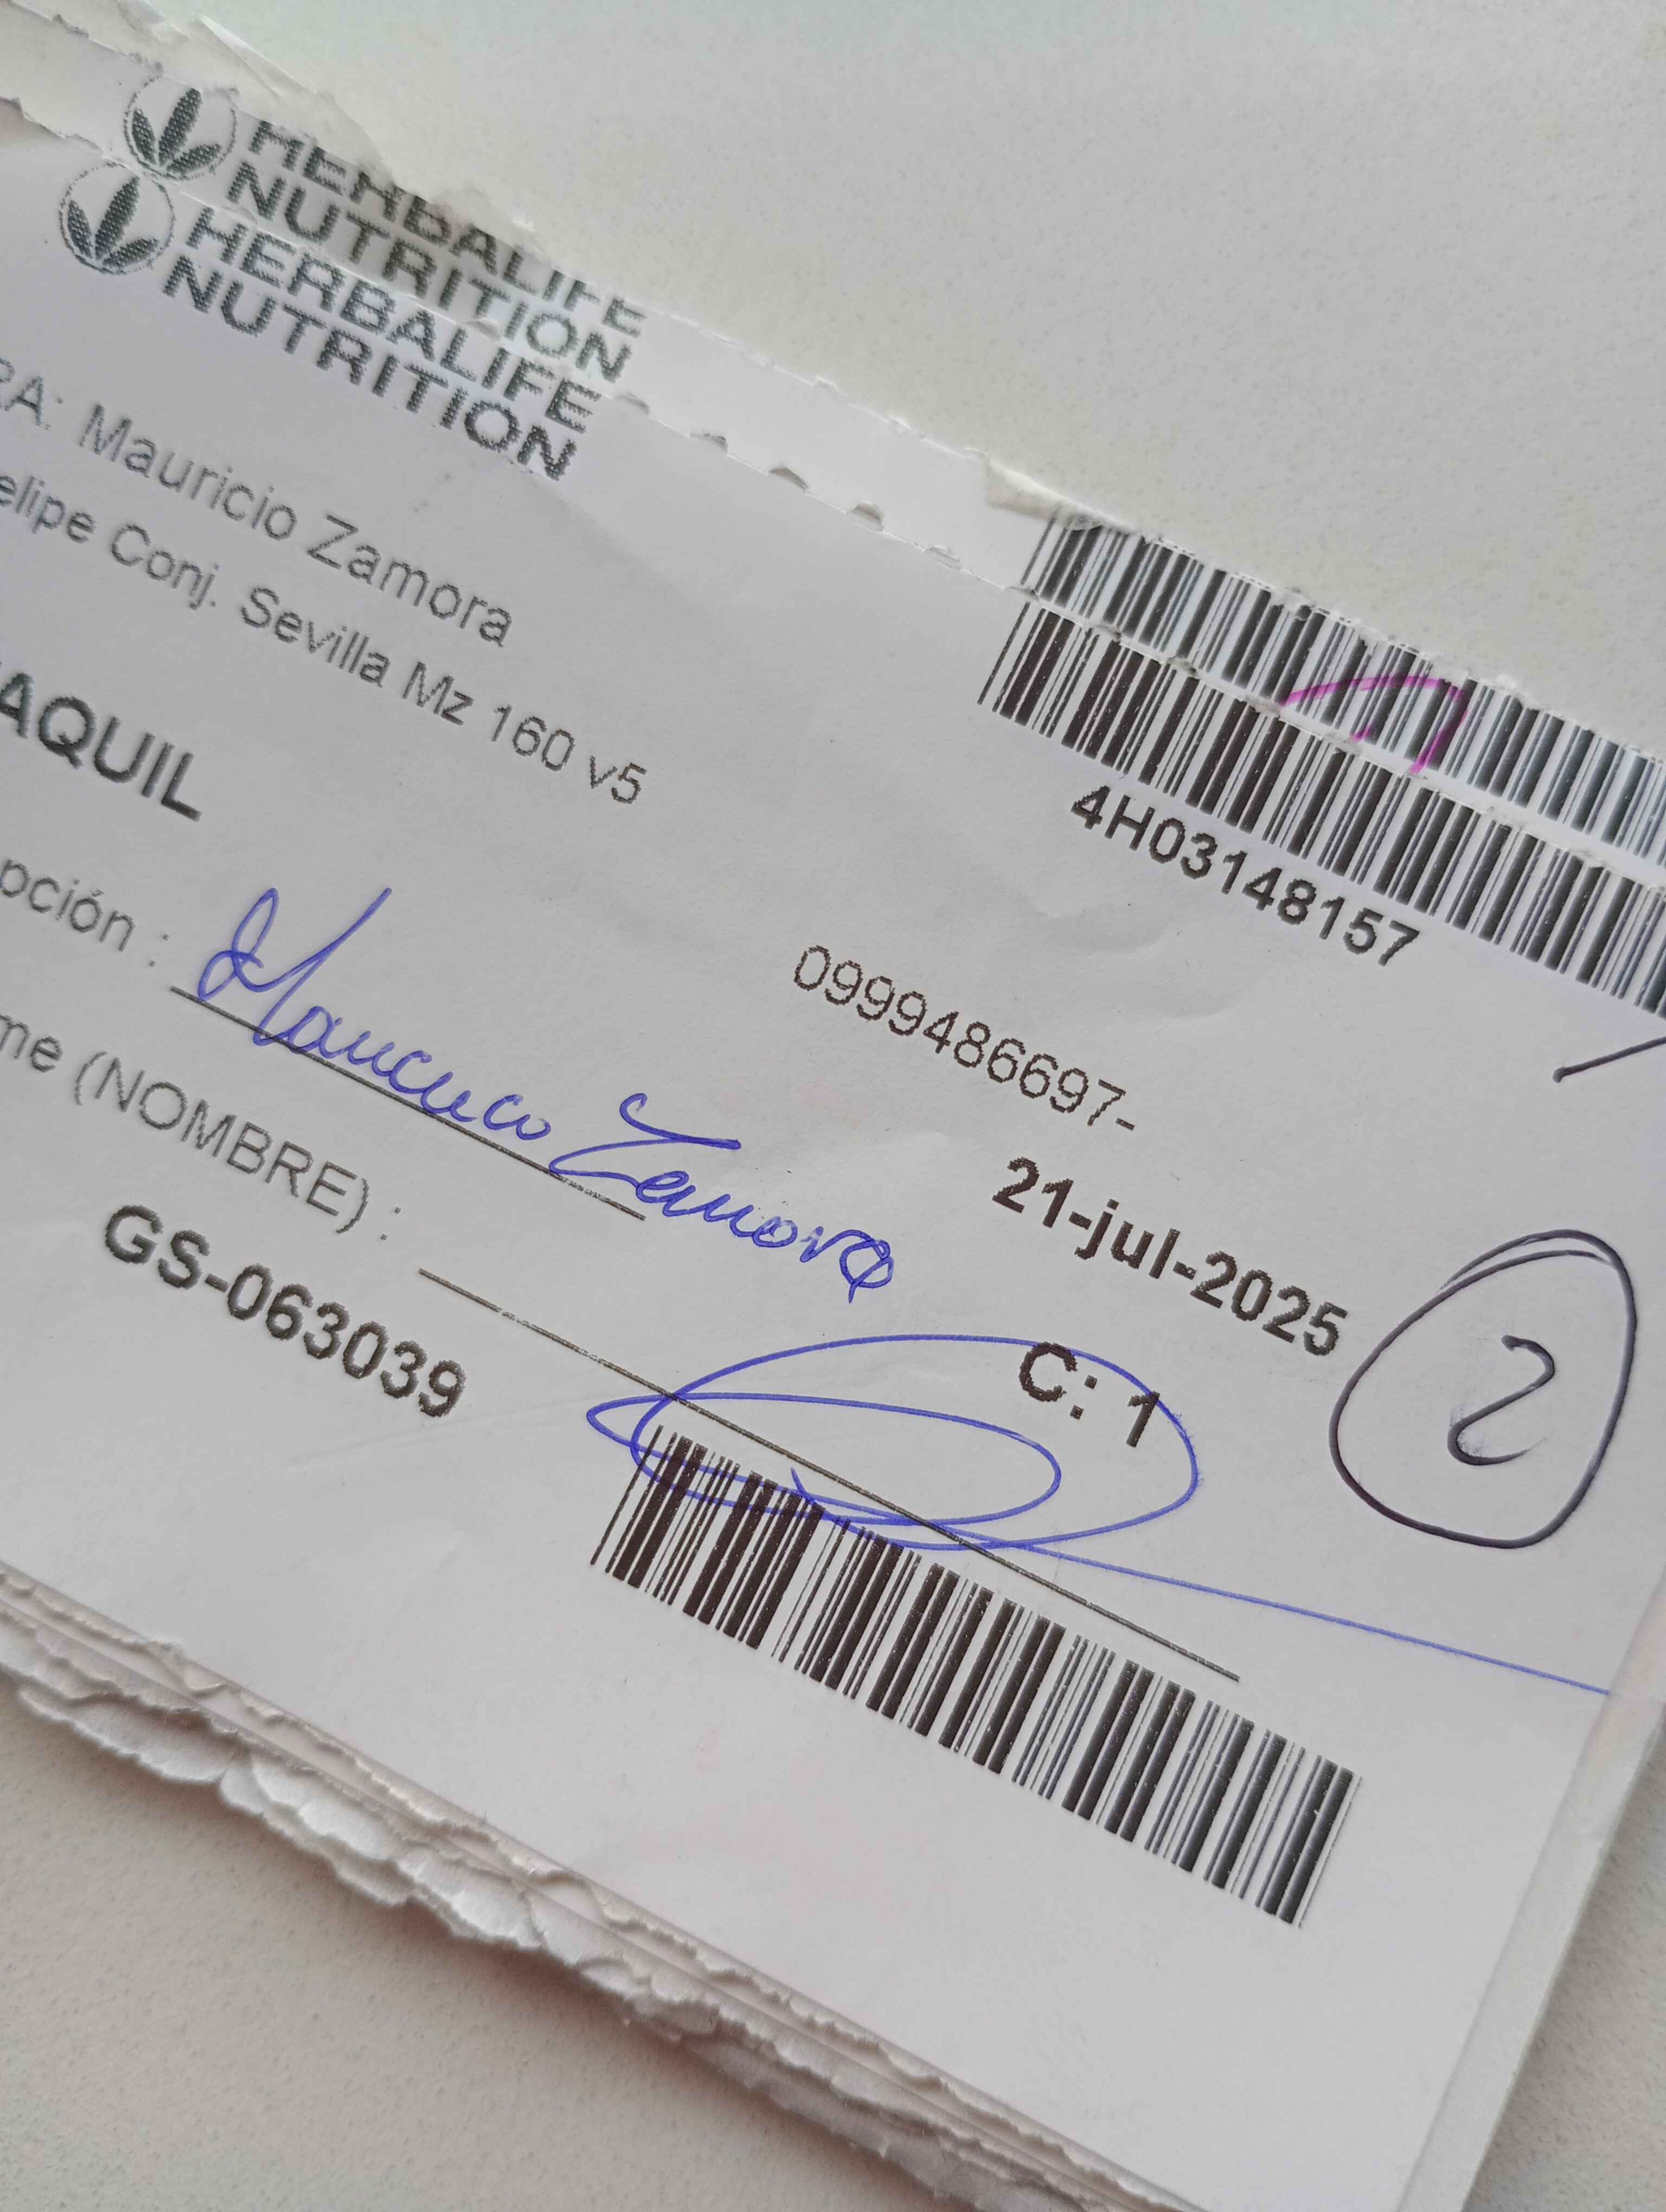 HERBALIFE
NUTRITION
HERBALIFE
NUTRITION
RA: Mauricio Zamora
elipe Conj. Sevilla Mz 160 v5
4H03148157
AQUIL
0999486697-
pción : Mauricio Zamora
21-jul-2025
me (NOMBRE) :
C: 1
2
GS-063039